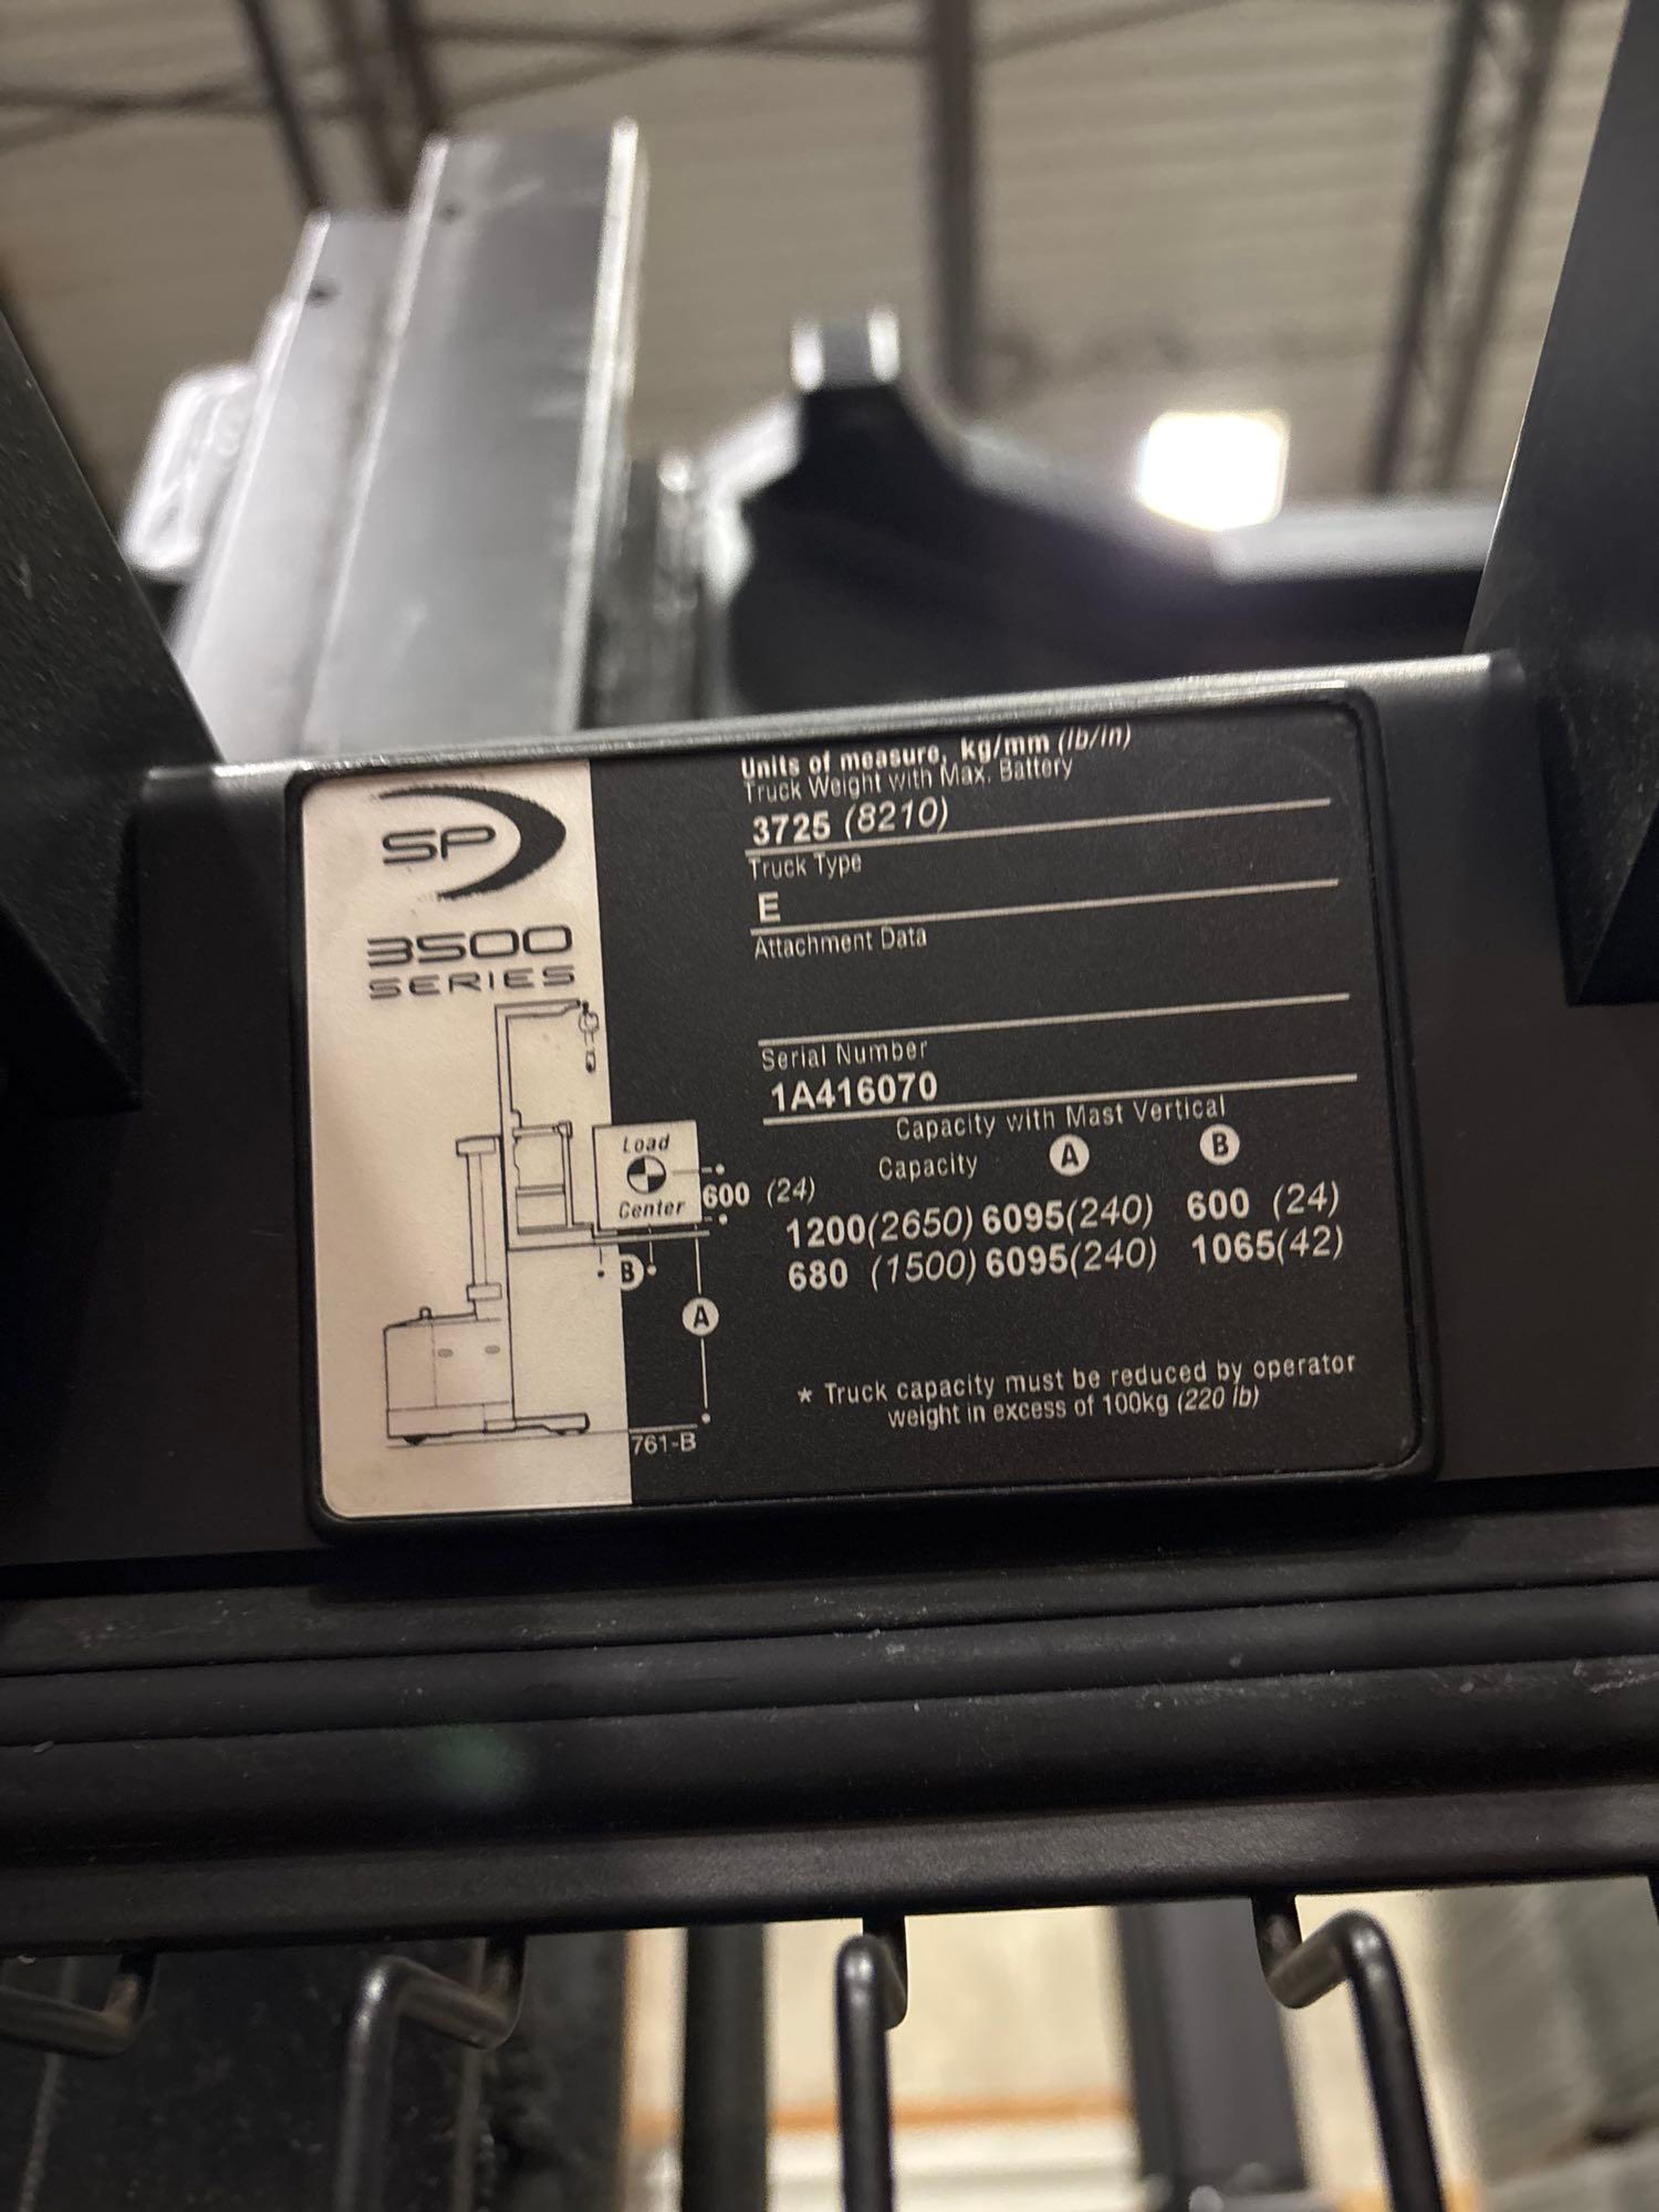 SP
3500
SERIES
Units of measure, kg/mm (lb/in)
Truck Weight with Max. Battery
3725 (8210)
Truck Type
E
Attachment Data
Serial Number
1A416070
Capacity with Mast Vertical
Capacity A B
1200(2650) 6095(240) 600 (24)
680 (1500) 6095(240) 1065(42)
Load
Center
600 (24)
B
A
761-B
* Truck capacity must be reduced by operator
weight in excess of 100kg (220 lb)